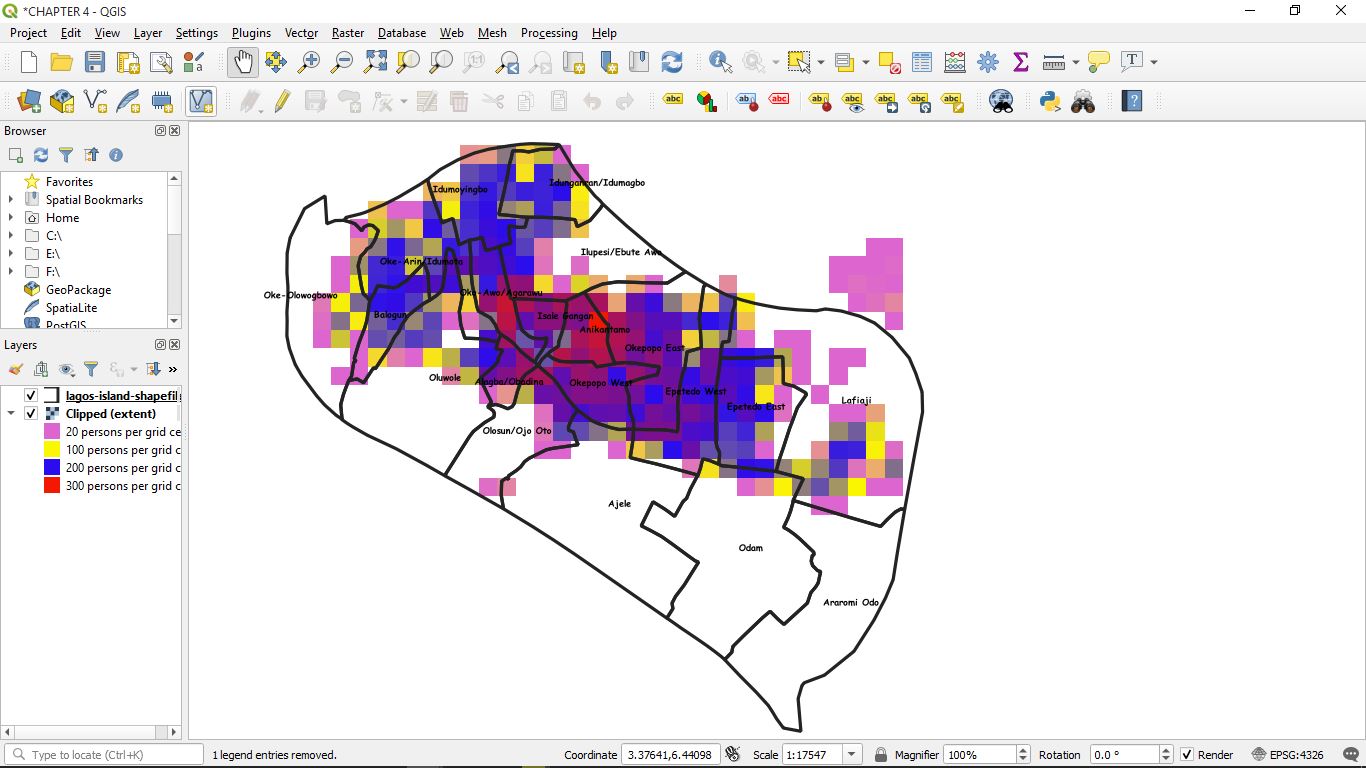 *CHAPTER 4 - QGIS
Project Edit View Layer Settings Plugins Vector Raster Database Web Mesh Processing Help
Browser
Favorites
Spatial Bookmarks
Home
C:\
E:\
F:\
GeoPackage
SpatiaLite
PostGIS
Layers
lagos-island-shapefil
Clipped (extent)
20 persons per grid ce
100 persons per grid c
200 persons per grid c
300 persons per grid c
Idumoyingbo
Idunganran/Idumagbo
Ilupesi/Ebute Awo
Oke-Arin/Idumota
Oke-Olowogbowo
Oko-Awo/Agarawu
Balogun
Isale Gangan
Anikantamo
Okepopo East
Oluwole
Alagba/Obadina
Okepopo West
Epetedo West
Epetedo East
Lafiaji
Olosun/Ojo Oto
Ajele
Odam
Araromi Odo
Type to locate (Ctrl+K)
1 legend entries removed.
Coordinate 3.37641,6.44098
Scale 1:17547
Magnifier 100%
Rotation 0.0 °
Render
EPSG:4326